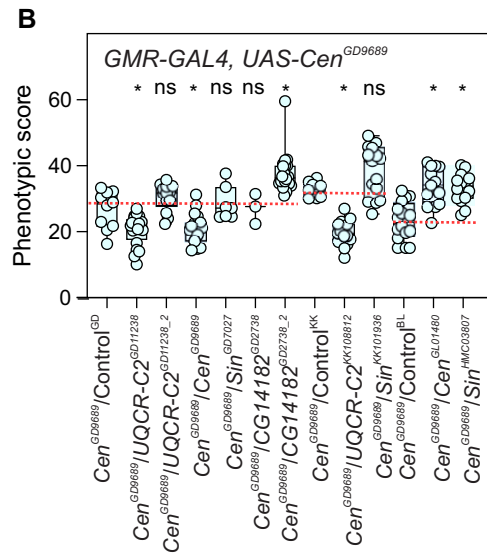 B
GMR-GAL4, UAS-Cen^GD9689
* ns * ns ns * * ns * *
Phenotypic score
60
40
20
0
Cen^GD9689/Control^GD
Cen^GD9689/UQCR-C2^GD11238
Cen^GD9689/UQCR-C2^GD11238_2
Cen^GD9689/Cen^GD9689
Cen^GD9689/Sin^GD7027
Cen^GD9689/CG14182^GD2738
Cen^GD9689/CG14182^GD2738_2
Cen^GD9689/Control^KK
Cen^GD9689/UQCR-C2^KK108812
Cen^GD9689/Sin^KK101936
Cen^GD9689/Control^BL
Cen^GD9689/Cen^GL01480
Cen^GD9689/Sin^HMC03807